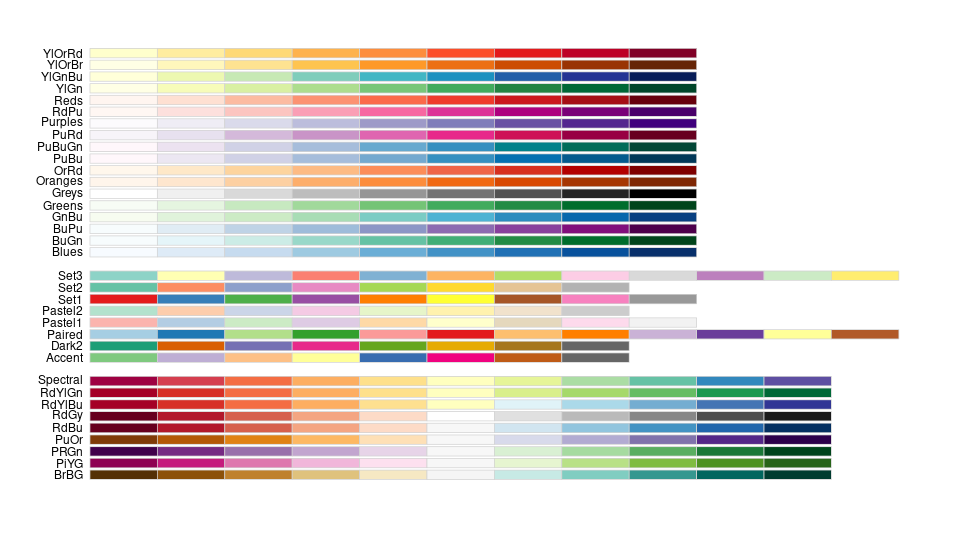 YlOrRd
YlOrBr
YlGnBu
YlGn
Reds
RdPu
Purples
PuRd
PuBuGn
PuBu
OrRd
Oranges
Greys
Greens
GnBu
BuPu
BuGn
Blues
Set3
Set2
Set1
Pastel2
Pastel1
Paired
Dark2
Accent
Spectral
RdYlGn
RdYlBu
RdGy
RdBu
PuOr
PRGn
PiYG
BrBG